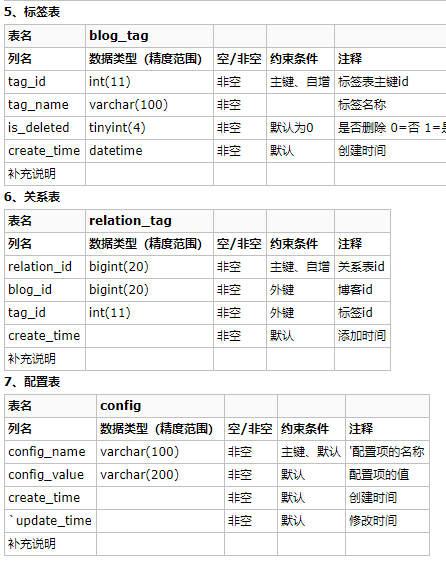 5、标签表
表名 blog_tag
列名 数据类型（精度范围） 空/非空 约束条件 注释
tag_id int(11) 非空 主键、自增 标签表主键id
tag_name varchar(100) 非空 标签名称
is_deleted tinyint(4) 非空 默认为0 是否删除 0=否 1=是
create_time datetime 非空 默认 创建时间
补充说明
6、关系表
表名 relation_tag
列名 数据类型（精度范围） 空/非空 约束条件 注释
relation_id bigint(20) 非空 主键、自增 关系表id
blog_id bigint(20) 非空 外键 博客id
tag_id int(11) 非空 外键 标签id
create_time 非空 默认 添加时间
补充说明
7、配置表
表名 config
列名 数据类型（精度范围） 空/非空 约束条件 注释
config_name varchar(100) 非空 主键、默认 '配置项的名称
config_value varchar(200) 非空 默认 配置项的值
create_time 非空 默认 创建时间
`update_time 非空 默认 修改时间
补充说明